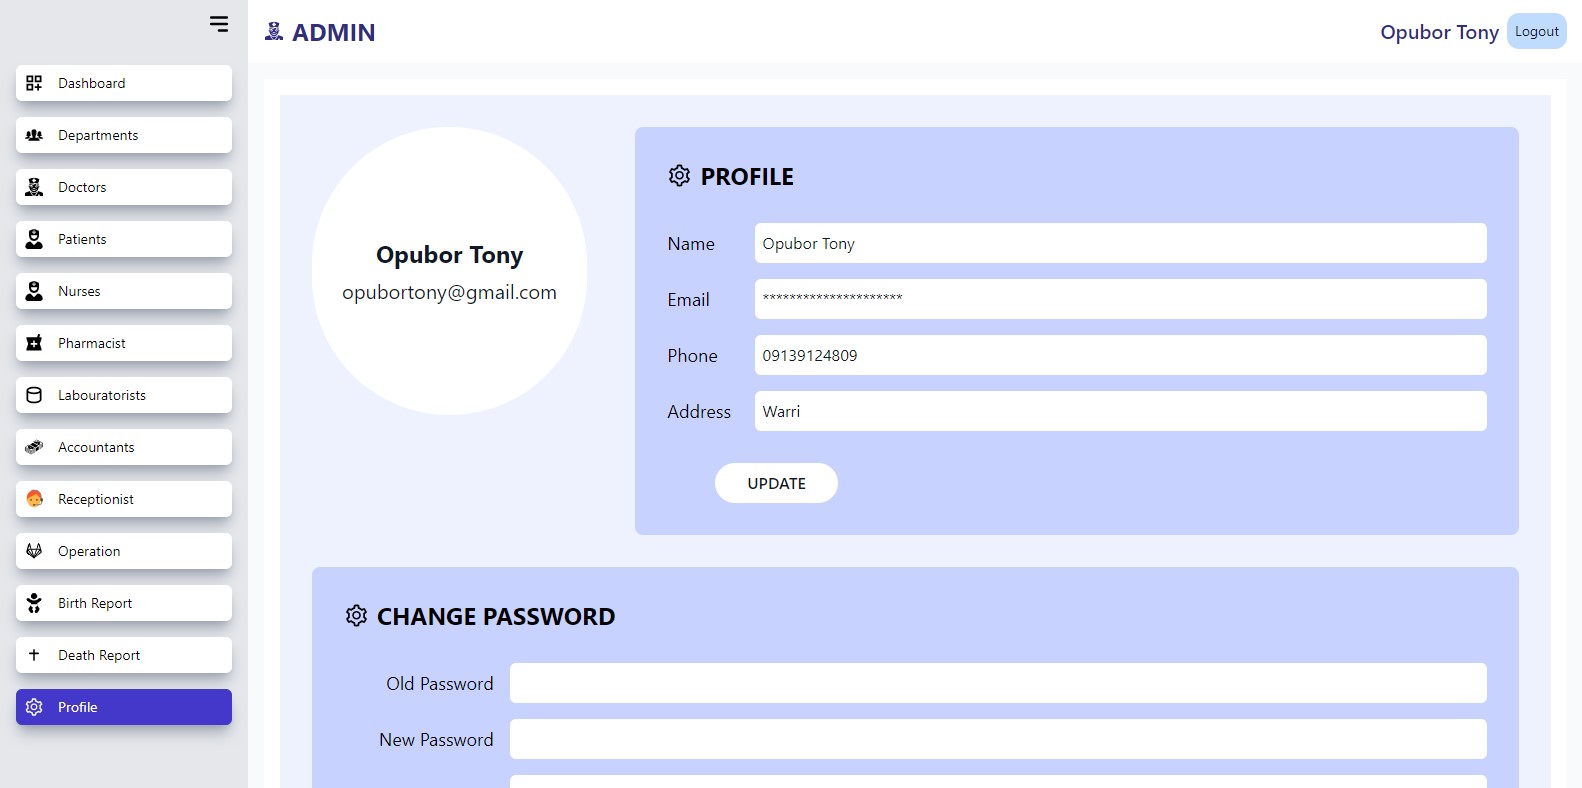 ADMIN
Opubor Tony
Logout
Dashboard
Departments
Doctors
Patients
Nurses
Pharmacist
Labouratorists
Accountants
Receptionist
Operation
Birth Report
Death Report
Profile
Opubor Tony
opubortony@gmail.com
PROFILE
Name Opubor Tony
Email *********************
Phone 09139124809
Address Warri
UPDATE
CHANGE PASSWORD
Old Password
New Password